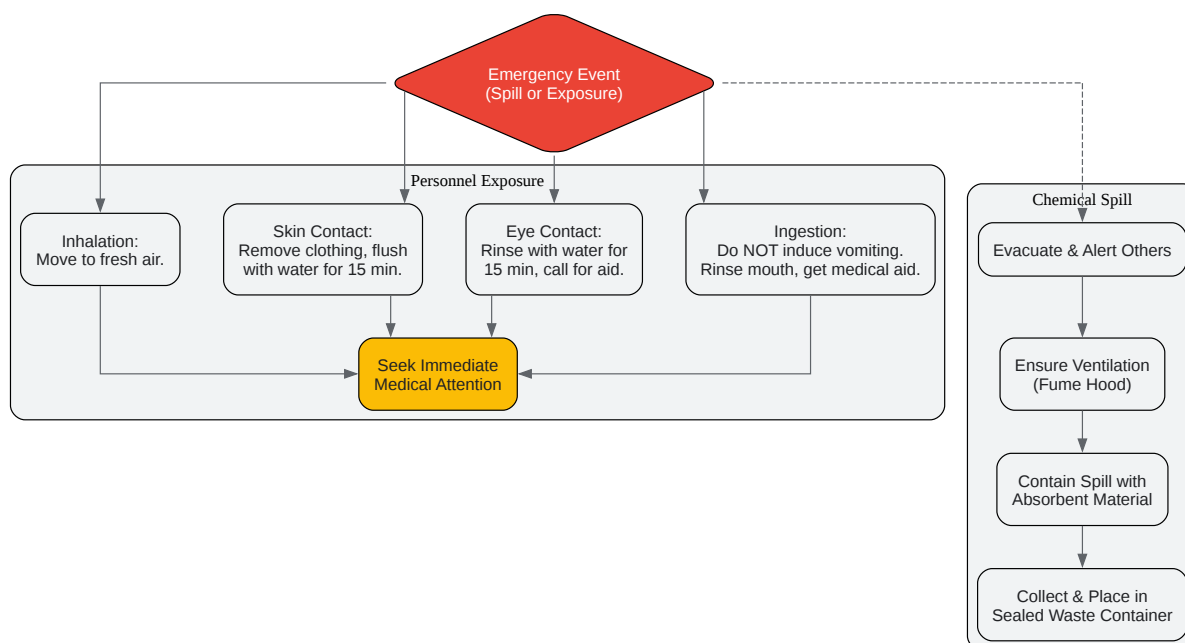 Emergency Event
(Spill or Exposure)
Personnel Exposure
Inhalation:
Move to fresh air.
Skin Contact:
Remove clothing, flush
with water for 15 min.
Eye Contact:
Rinse with water for
15 min, call for aid.
Ingestion:
Do NOT induce vomiting.
Rinse mouth, get medical aid.
Seek Immediate
Medical Attention
Chemical Spill
Evacuate & Alert Others
Ensure Ventilation
(Fume Hood)
Contain Spill with
Absorbent Material
Collect & Place in
Sealed Waste Container